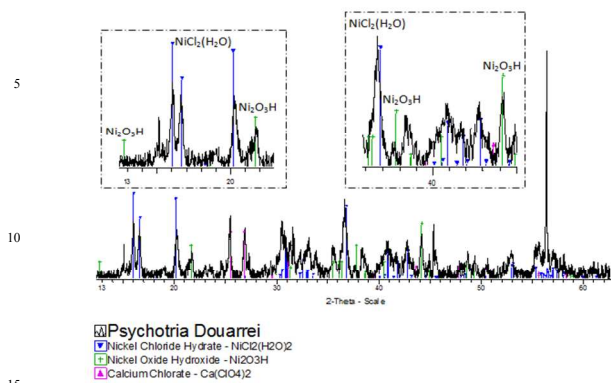 NiCl2(H2O)
Ni2O3H
Ni2O3H
13
20
NiCl2(H2O)
Ni2O3H
Ni2O3H
40
5
10
13
20
30
40
50
60
2-Theta - Scale
Psychotria Douarrei
Nickel Chloride Hydrate - NiCl2(H2O)2
Nickel Oxide Hydroxide - Ni2O3H
Calcium Chlorate - Ca(ClO4)2
15